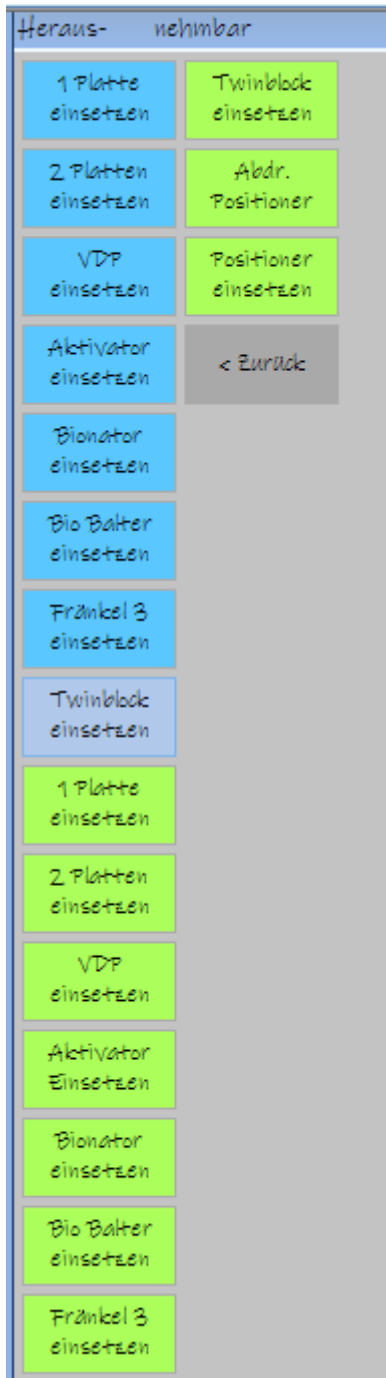 Heraus- nehmbar
1 Platte
einsetzen
2 Platten
einsetzen
VDP
einsetzen
Aktivator
einsetzen
Bionator
einsetzen
Bio Balter
einsetzen
Fränkel 3
einsetzen
Twinblock
einsetzen
1 Platte
einsetzen
2 Platten
einsetzen
VDP
einsetzen
Aktivator
Einsetzen
Bionator
einsetzen
Bio Balter
einsetzen
Fränkel 3
einsetzen
Twinblock
einsetzen
Abdr.
Positioner
Positioner
einsetzen
< Zurück